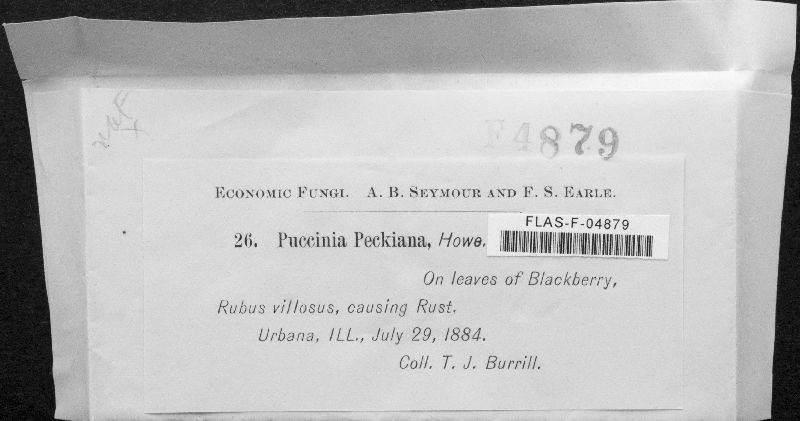 F4879
ECONOMIC FUNGI. A. B. SEYMOUR AND F. S. EARLE.
FLAS-F-04879
26. Puccinia Peckiana, Howe.
On leaves of Blackberry,
Rubus villosus, causing Rust.
Urbana, ILL., July 29, 1884.
Coll. T. J. Burrill.